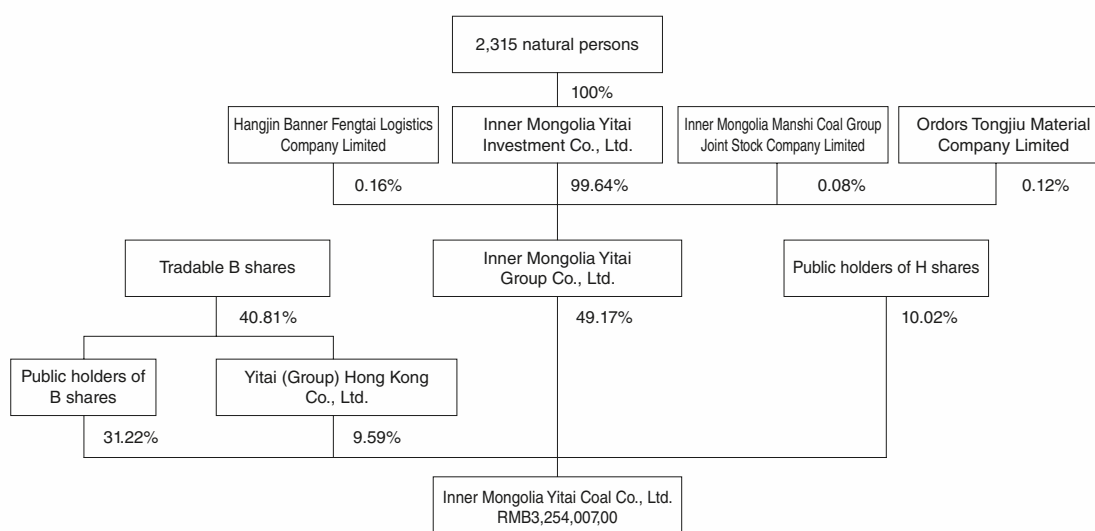 2,315 natural persons
100%
Hangjin Banner Fengtai Logistics
Company Limited
Inner Mongolia Yitai
Investment Co., Ltd.
Inner Mongolia Manshi Coal Group
Joint Stock Company Limited
Ordors Tongjiu Material
Company Limited
0.16%
99.64%
0.08%
0.12%
Tradable B shares
Inner Mongolia Yitai
Group Co., Ltd.
Public holders of H shares
40.81%
49.17%
10.02%
Public holders of
B shares
Yitai (Group) Hong Kong
Co., Ltd.
31.22%
9.59%
Inner Mongolia Yitai Coal Co., Ltd.
RMB3,254,007,00